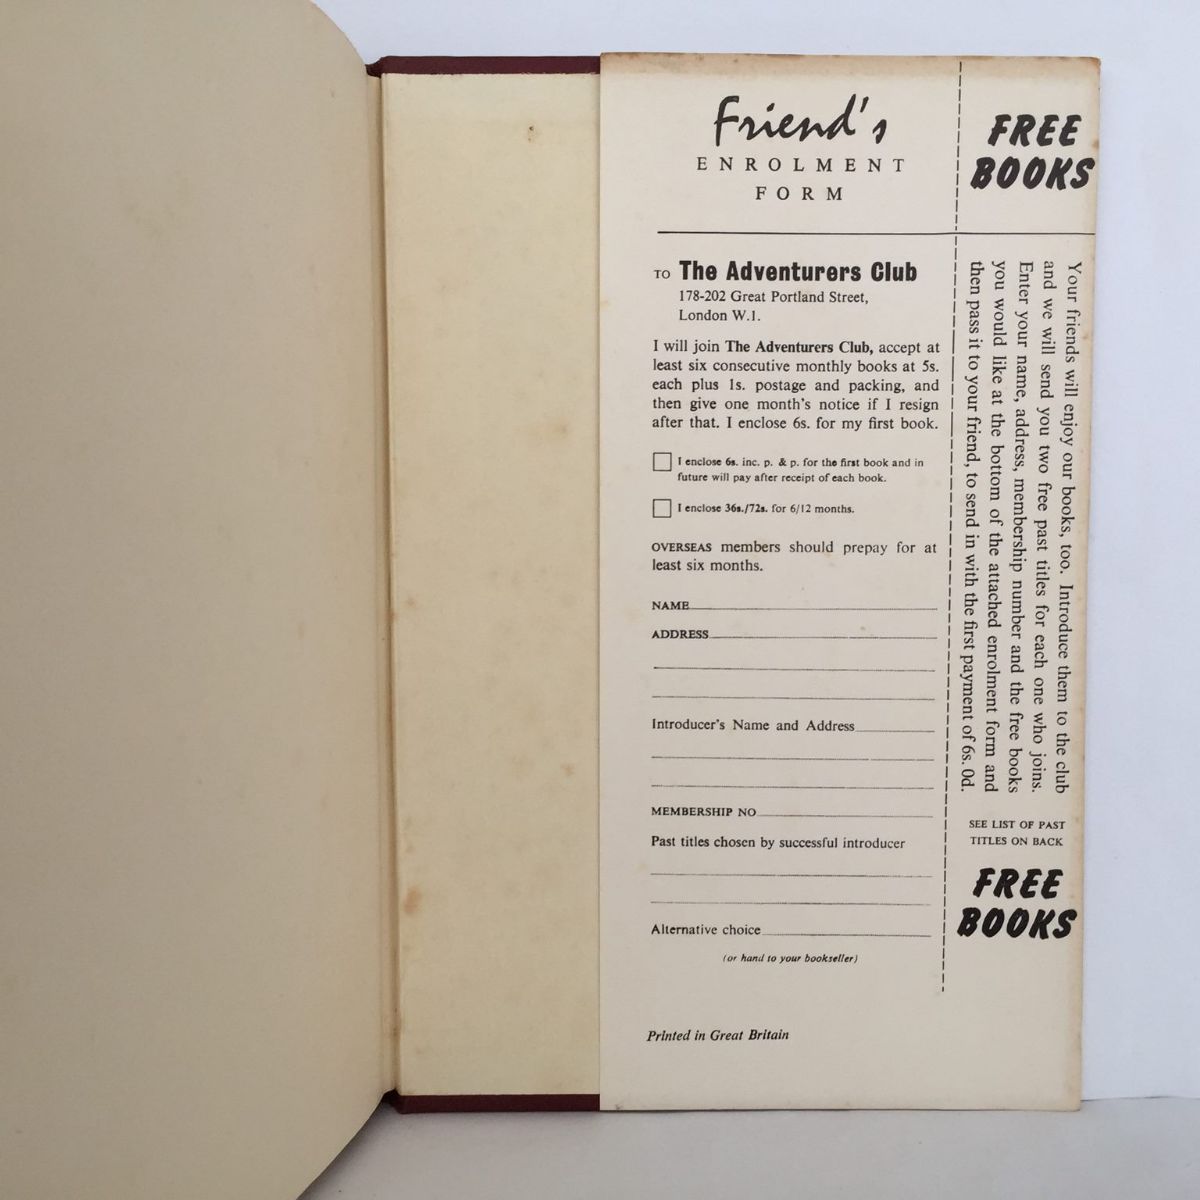 Friend's
ENROLMENT
FORM
TO The Adventurers Club
178-202 Great Portland Street,
London W.1.
I will join The Adventurers Club, accept at
least six consecutive monthly books at 5s.
each plus 1s. postage and packing, and
then give one month's notice if I resign
after that. I enclose 6s. for my first book.
I enclose 6s. inc. p. & p. for the first book and in
future will pay after receipt of each book.
I enclose 36s./72s. for 6/12 months.
OVERSEAS members should prepay for at
least six months.
NAME
ADDRESS
Introducer's Name and Address
MEMBERSHIP NO
Past titles chosen by successful introducer
Alternative choice
(or hand to your bookseller)
Printed in Great Britain
FREE
BOOKS
Your friends will enjoy our books, too. Introduce them to the club
and we will send you two free past titles for each one who joins.
Enter your name, address, membership number and the free books
you would like at the bottom of the attached enrolment form and
then pass it to your friend, to send in with the first payment of 6s. 0d.
SEE LIST OF PAST
TITLES ON BACK
FREE
BOOKS